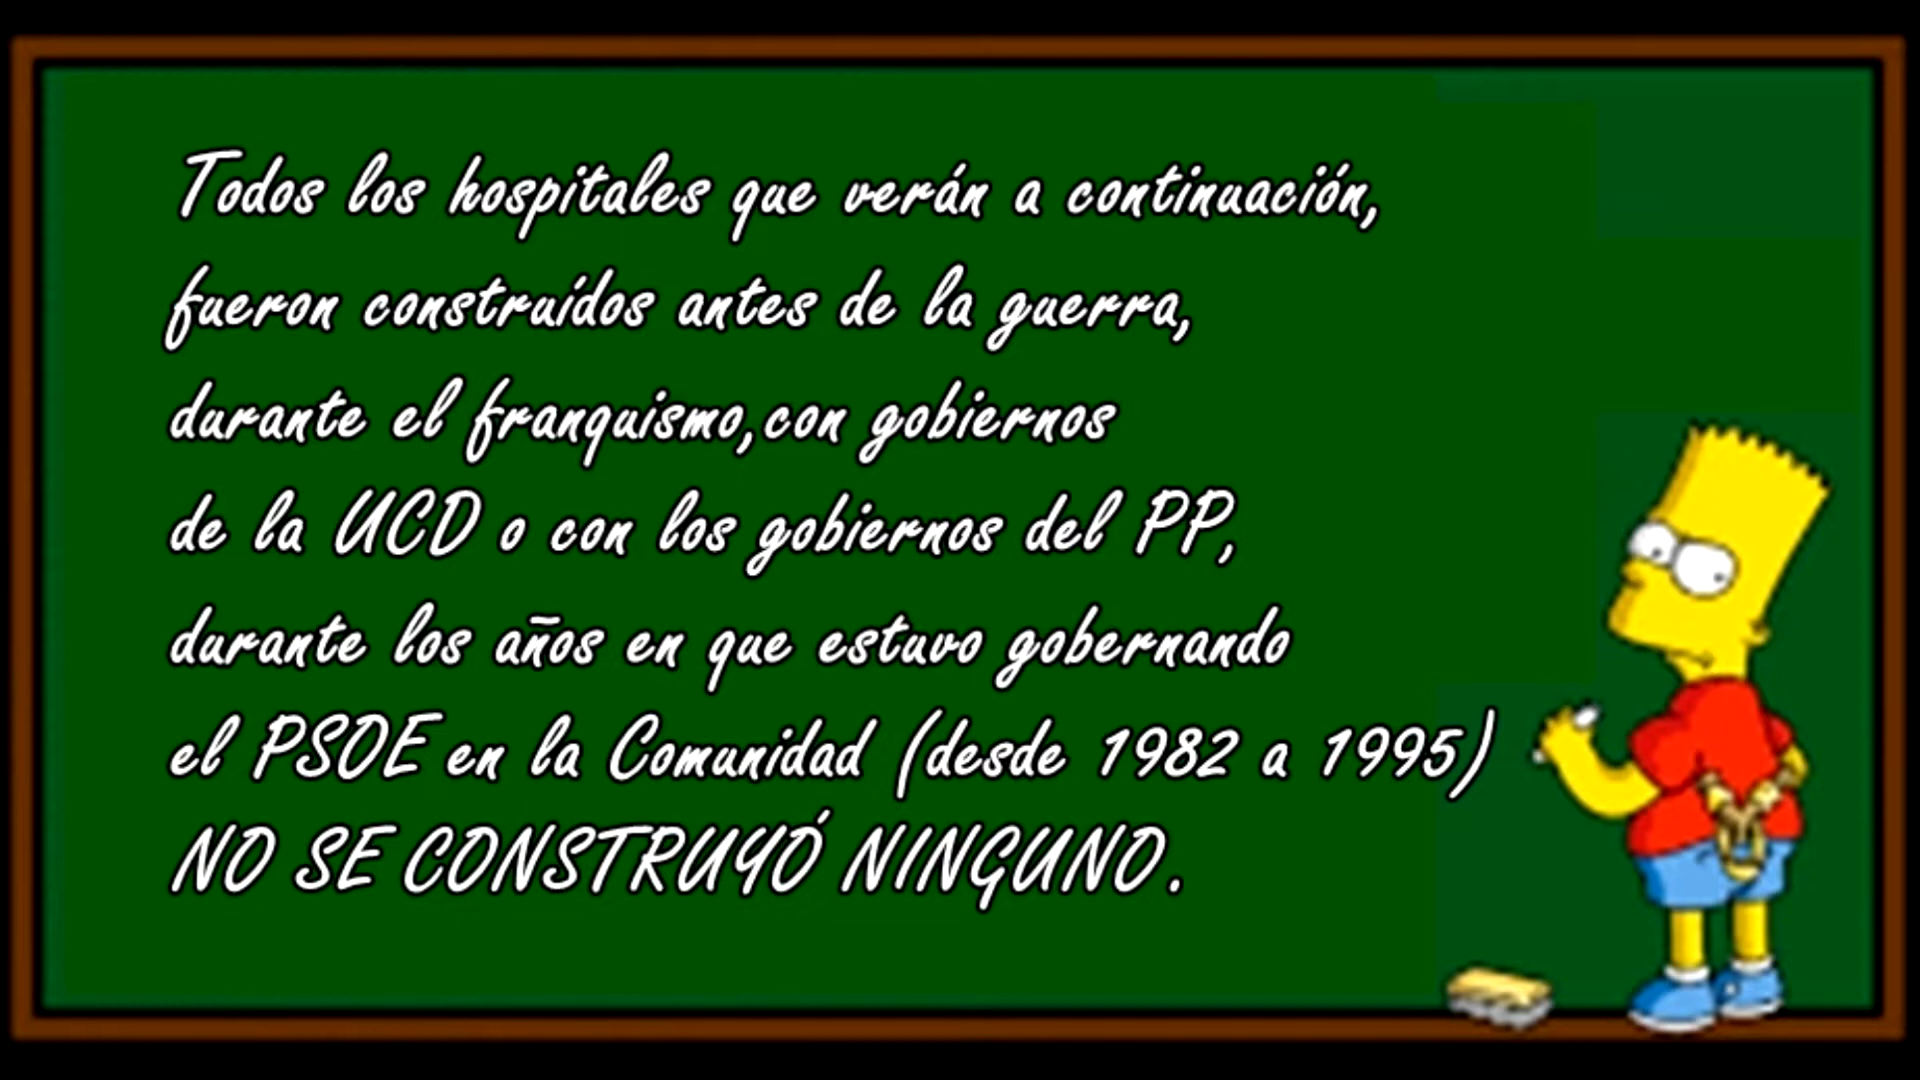 Todos los hospitales que verán a continuación,
fueron construídos antes de la guerra,
durante el franquismo,con gobiernos
de la UCD o con los gobiernos del PP,
durante los años en que estuvo gobernando
el PSOE en la Comunidad (desde 1982 a 1995)
NO SE CONSTRUYÓ NINGUNO.